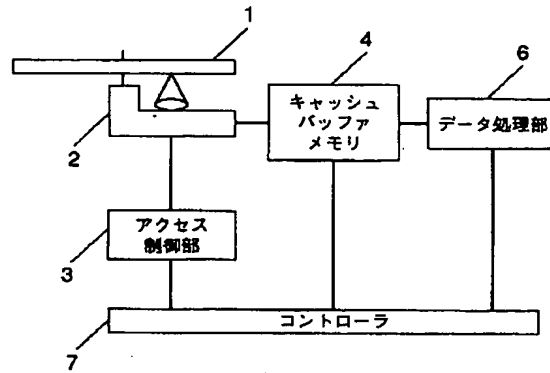 1
4
6
キャッシュ
バッファ
メモリ
データ処理部
2
アクセス
制御部
3
コントローラ
7